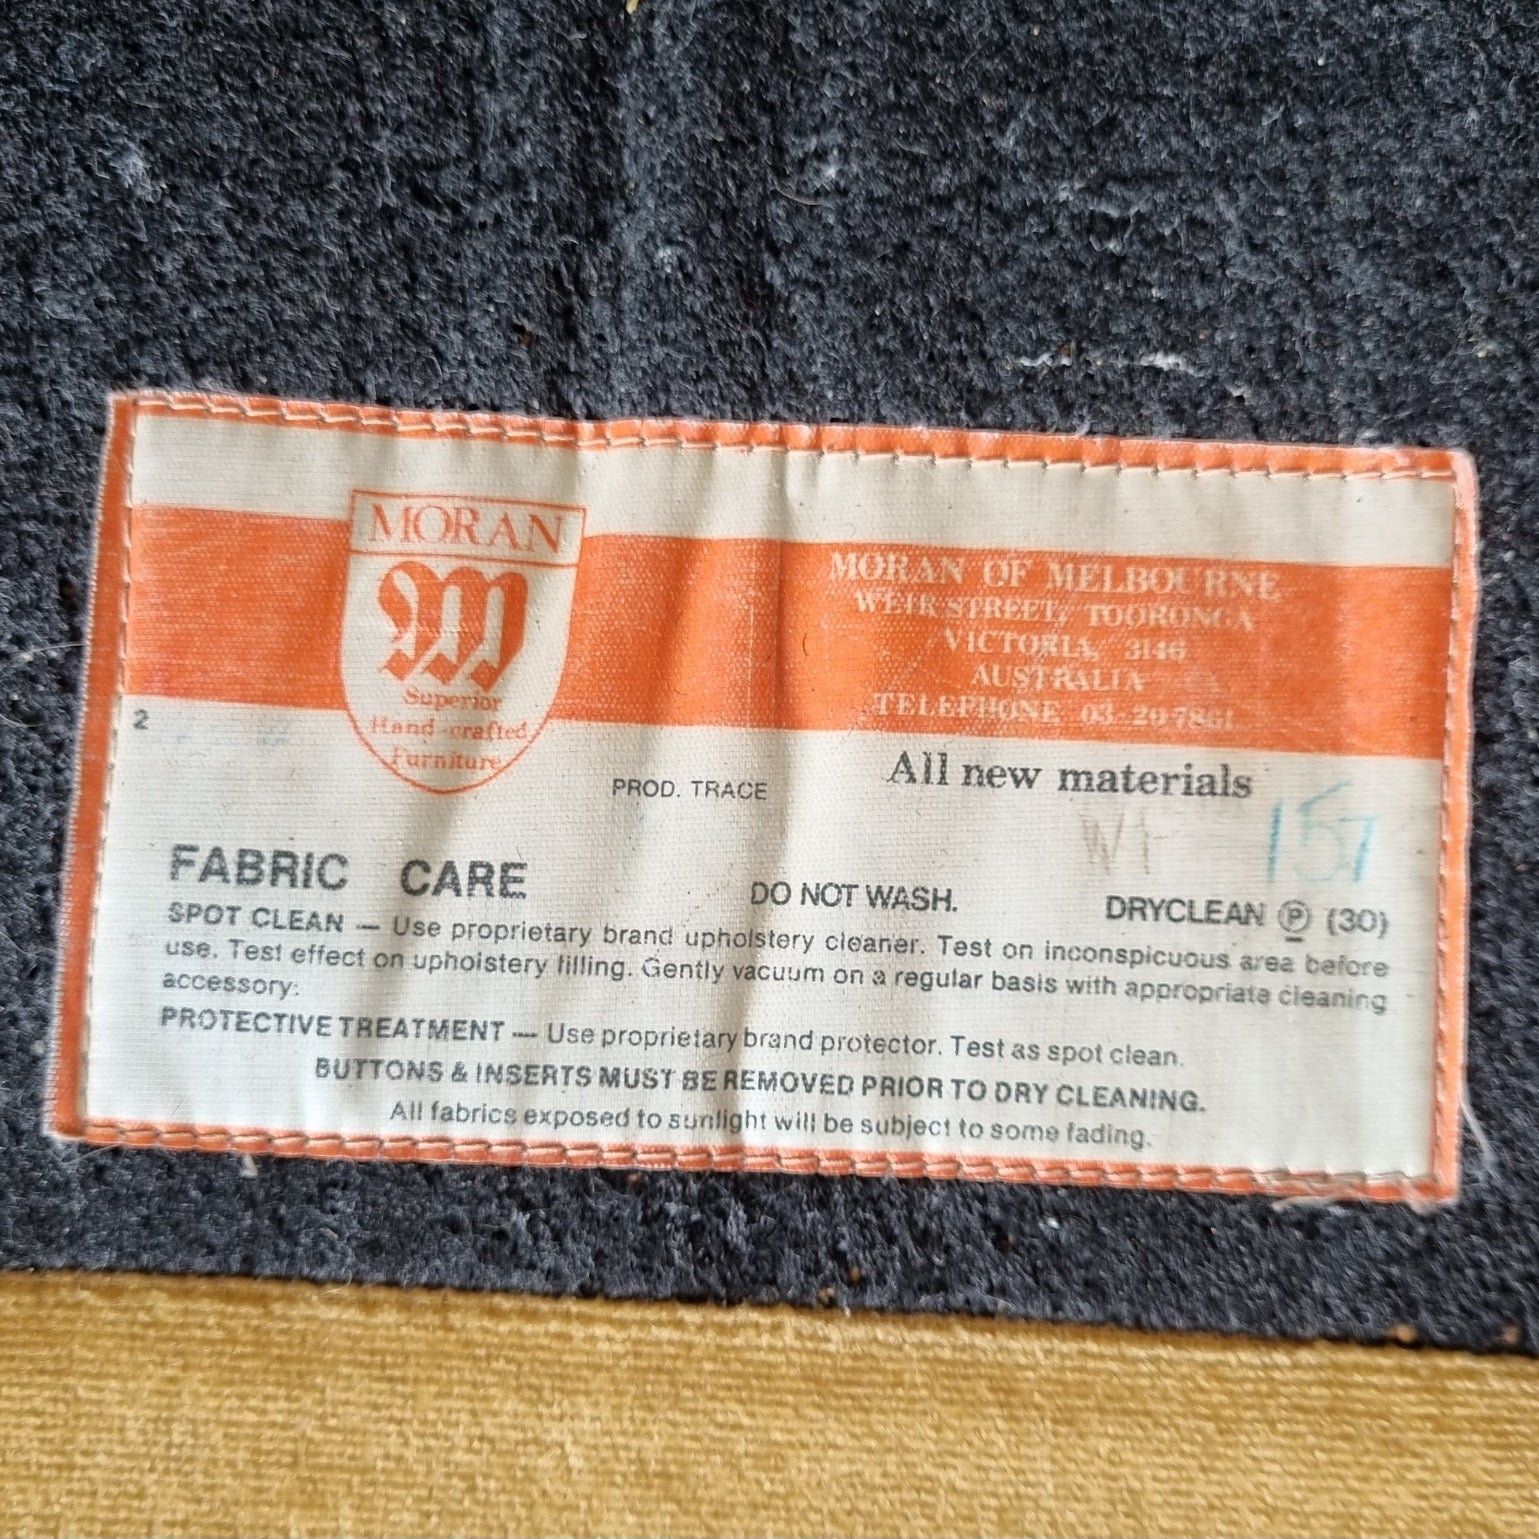 MORAN
M
Superior
Hand-crafted
Furniture
MORAN OF MELBOURNE
WEIR STREET, TOORONGA
VICTORIA, 3146
AUSTRALIA
TELEPHONE 03-20-7861
2
PROD. TRACE
All new materials
157
FABRIC CARE
DO NOT WASH.
DRYCLEAN Ⓟ (30)
SPOT CLEAN — Use proprietary brand upholstery cleaner. Test on inconspicuous area before
use. Test effect on upholstery filling. Gently vacuum on a regular basis with appropriate cleaning
accessory:
PROTECTIVE TREATMENT — Use proprietary brand protector. Test as spot clean.
BUTTONS & INSERTS MUST BE REMOVED PRIOR TO DRY CLEANING.
All fabrics exposed to sunlight will be subject to some fading.